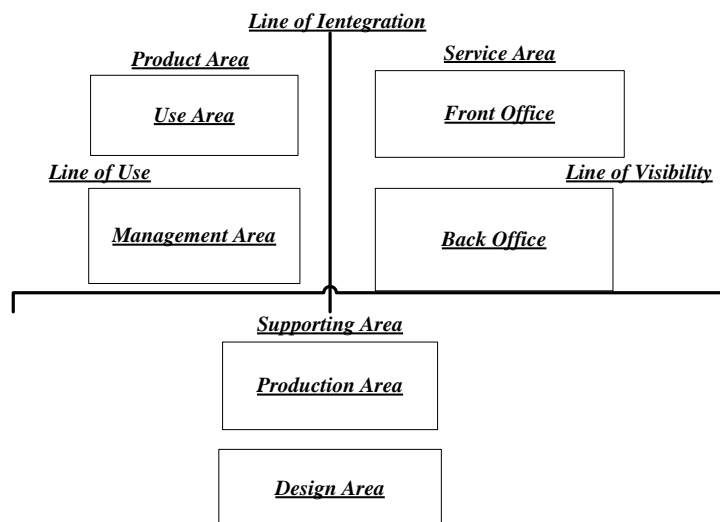 Line of Ientegration
Product Area
Service Area
Use Area
Front Office
Line of Use
Line of Visibility
Management Area
Back Office
Supporting Area
Production Area
Design Area